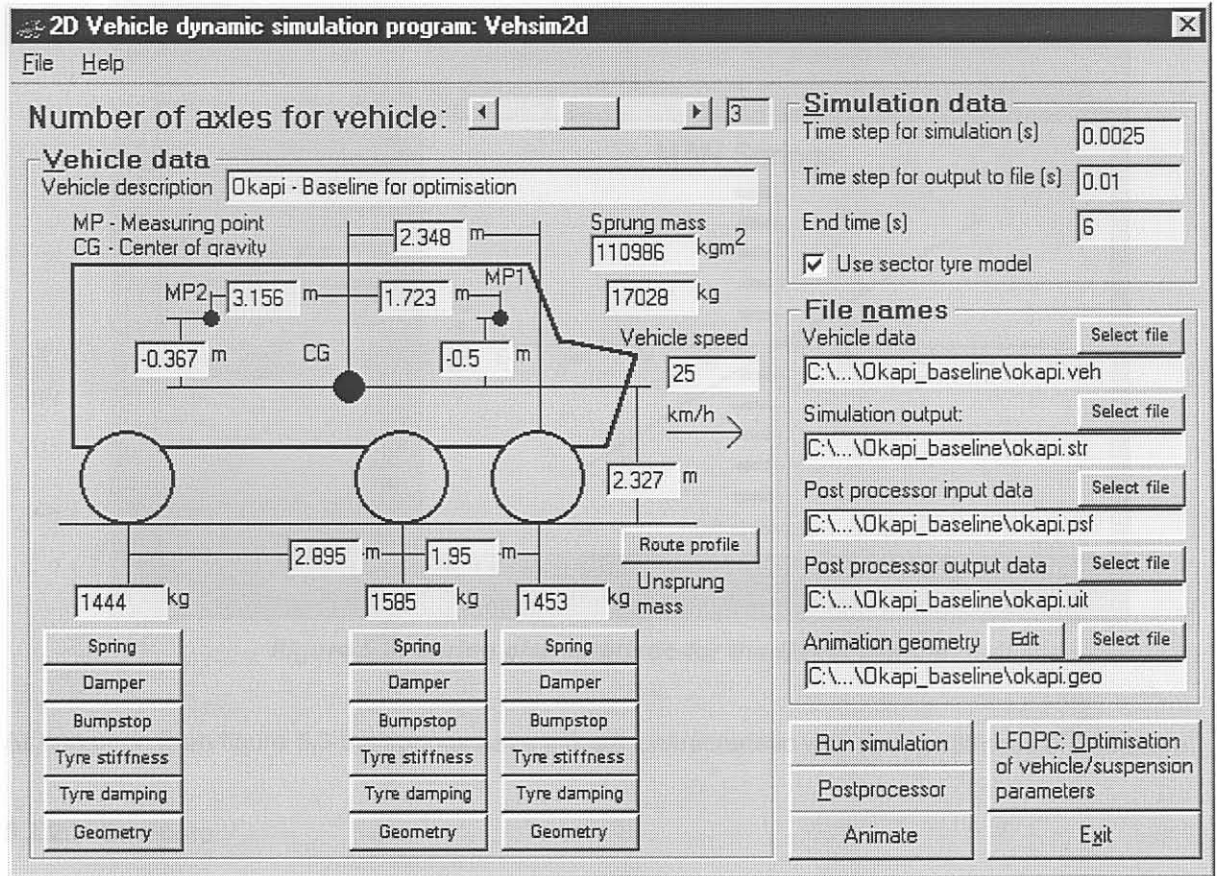 2D Vehicle dynamic simulation program: Vehsim2d
File Help
Number of axles for vehicle: 3
Vehicle data
Vehicle description Okapi - Baseline for optimisation
MP - Measuring point
CG - Center of gravity
2.348 m
Sprung mass
110986 kgm²
17028 kg
MP2 3.156 m 1.723 m MP1
-0.367 m
CG
-0.5 m
Vehicle speed
25
km/h
2.327 m
2.895 m 1.95 m
Route profile
1444 kg 1585 kg 1453 kg Unsprung mass
Spring Spring Spring
Damper Damper Damper
Bumpstop Bumpstop Bumpstop
Tyre stiffness Tyre stiffness Tyre stiffness
Tyre damping Tyre damping Tyre damping
Geometry Geometry Geometry
Simulation data
Time step for simulation (s) 0.0025
Time step for output to file (s) 0.01
End time (s) 6
Use sector tyre model
File names
Vehicle data Select file
C:\...\Okapi_baseline\okapi.veh
Simulation output: Select file
C:\...\Okapi_baseline\okapi.str
Post processor input data Select file
C:\...\Okapi_baseline\okapi.psf
Post processor output data Select file
C:\...\Okapi_baseline\okapi.uit
Animation geometry Edit Select file
C:\...\Okapi_baseline\okapi.geo
Run simulation
Postprocessor
Animate
LFOPC: Optimisation
of vehicle/suspension
parameters
Exit